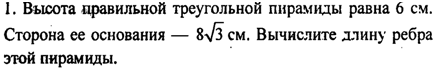 1. Высота правильной треугольной пирамиды равна 6 см.
Сторона ее основания — 8√3 см. Вычислите длину ребра
этой пирамиды.